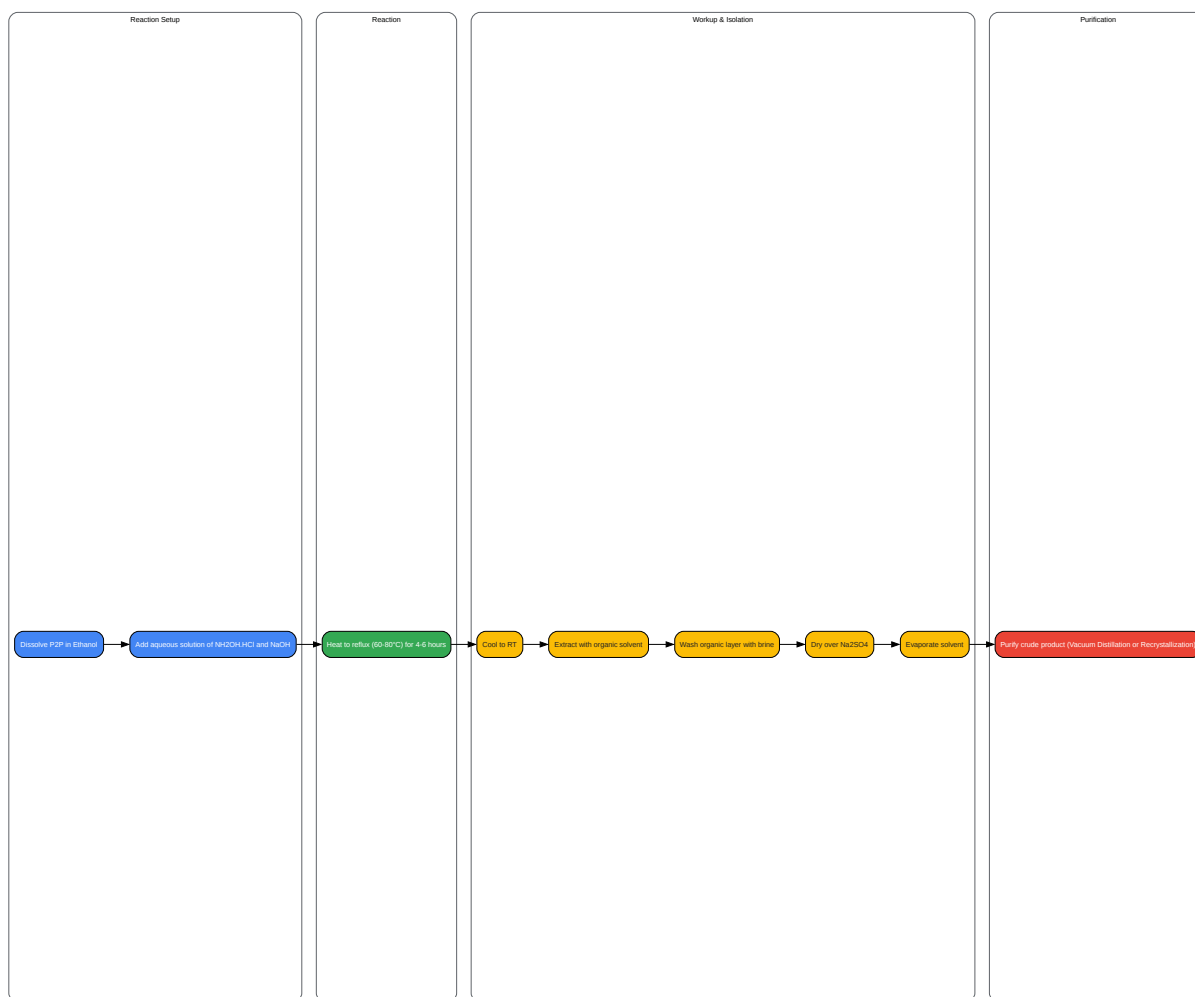 Reaction Setup
Reaction
Workup & Isolation
Purification
Dissolve P2P in Ethanol
Add aqueous solution of NH2OH.HCl and NaOH
Heat to reflux (60-80°C) for 4-6 hours
Cool to RT
Extract with organic solvent
Wash organic layer with brine
Dry over Na2SO4
Evaporate solvent
Purify crude product (Vacuum Distillation or Recrystallization)